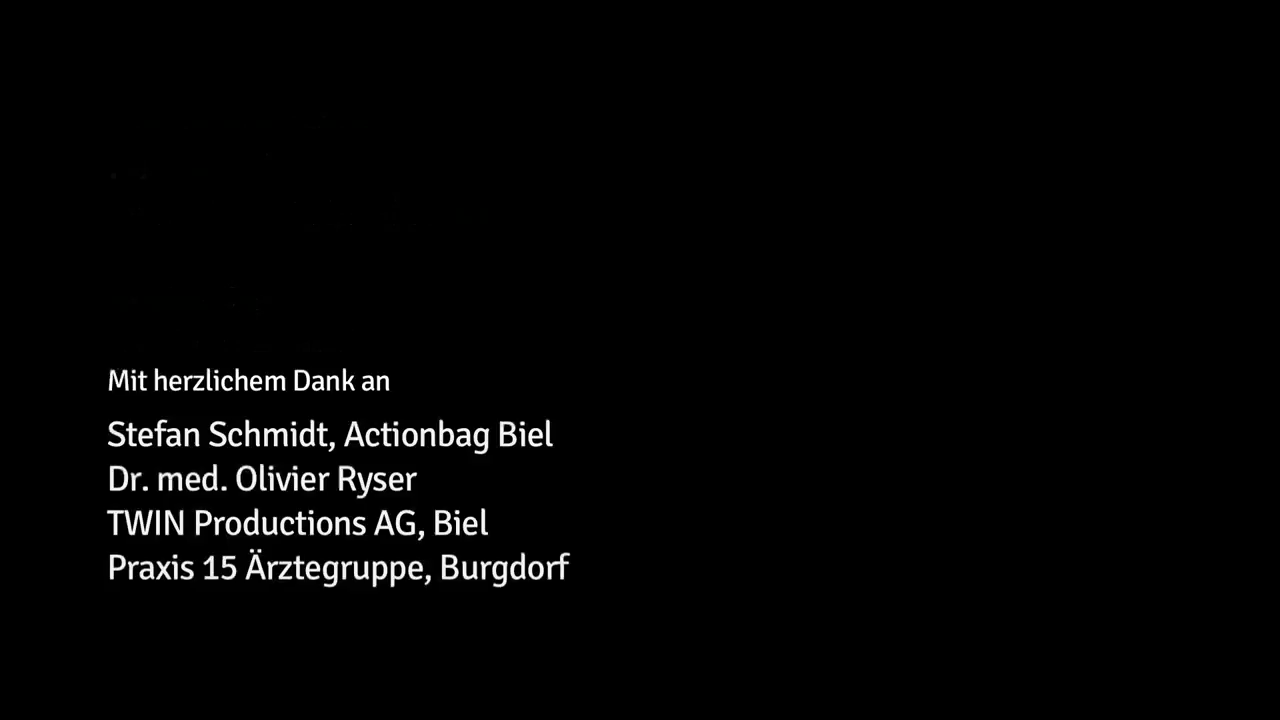 Mit herzlichem Dank an
Stefan Schmidt, Actionbag Biel
Dr. med. Olivier Ryser
TWIN Productions AG, Biel
Praxis 15 Ärztegruppe, Burgdorf